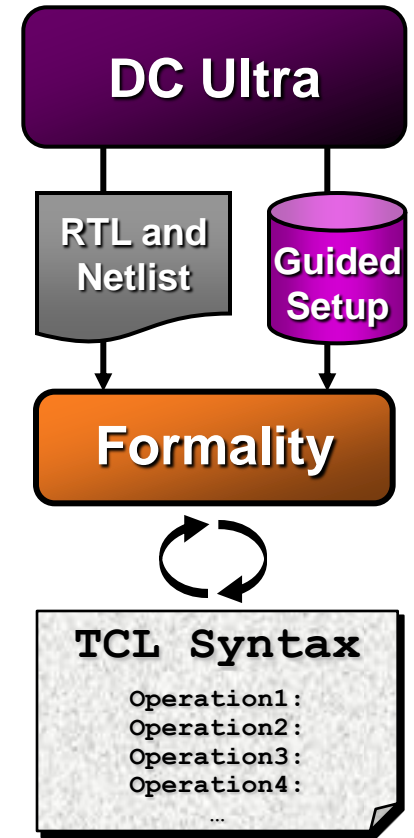 DC Ultra
RTL and
Netlist
Guided
Setup
Formality
TCL Syntax
Operation1:
Operation2:
Operation3:
Operation4:
...